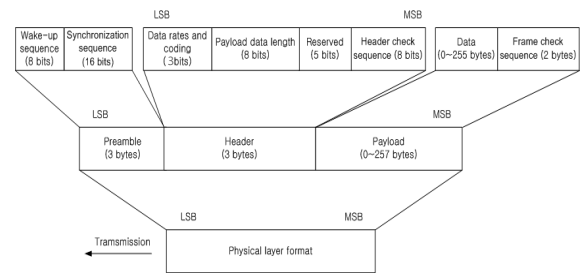 LSB
MSB
Wake-up
sequence
(8 bits)
Synchronization
sequence
(16 bits)
Data rates and
coding
(3bits)
Payload data length
(8 bits)
Reserved
(5 bits)
Header check
sequence (8 bits)
Data
(0~255 bytes)
Frame check
sequence (2 bytes)
LSB
MSB
Preamble
(3 bytes)
Header
(3 bytes)
Payload
(0~257 bytes)
LSB
MSB
Transmission
Physical layer format